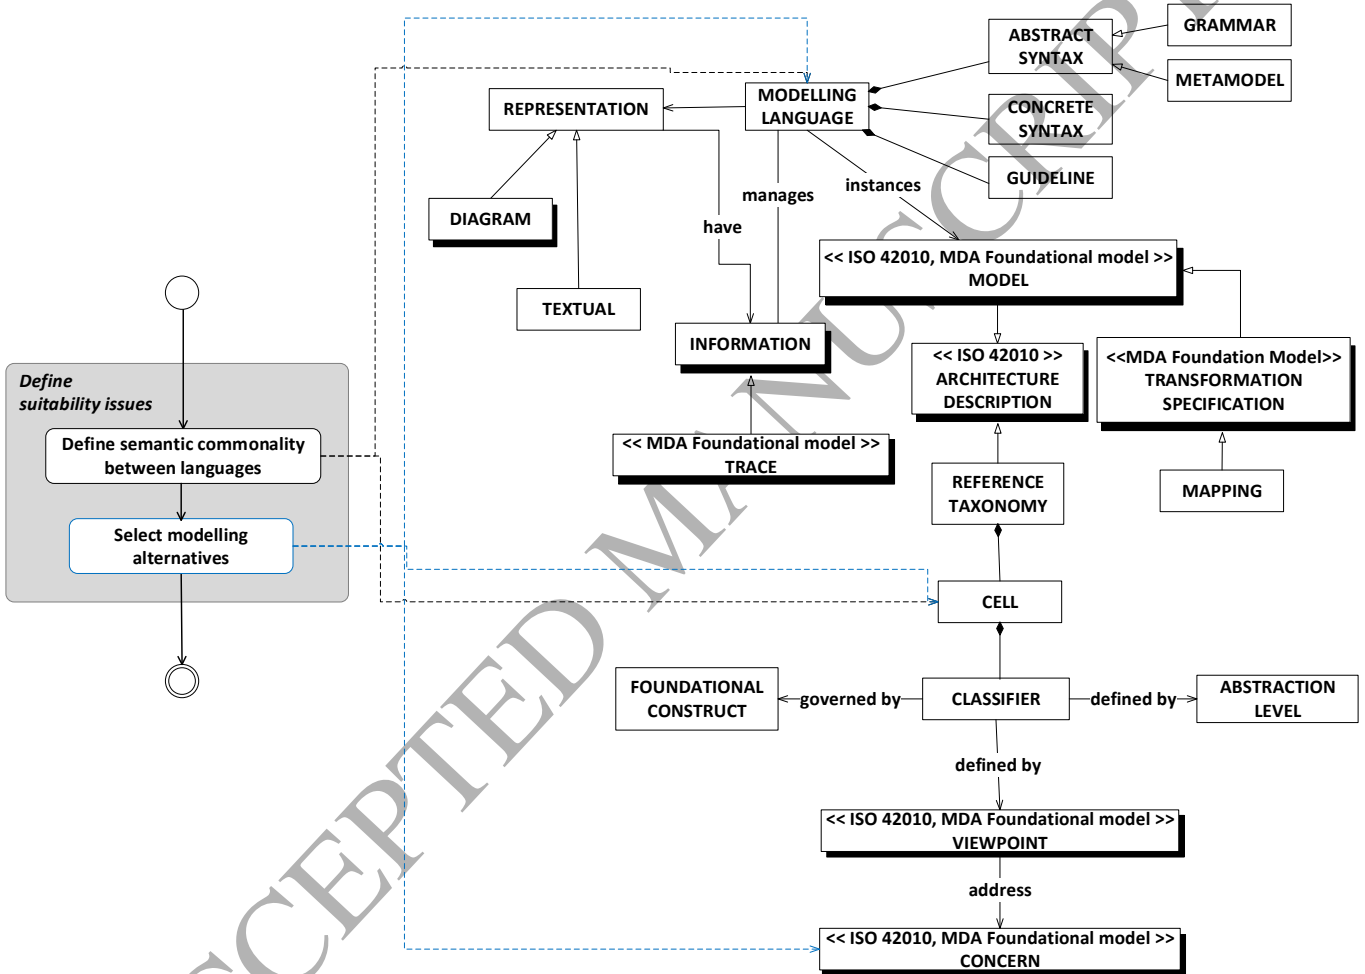 ABSTRACT
SYNTAX
GRAMMAR
METAMODEL
REPRESENTATION
MODELLING
LANGUAGE
CONCRETE
SYNTAX
GUIDELINE
instances
manages
have
DIAGRAM
TEXTUAL
<< ISO 42010, MDA Foundational model >>
MODEL
INFORMATION
<< ISO 42010 >>
ARCHITECTURE
DESCRIPTION
<<MDA Foundation Model>>
TRANSFORMATION
SPECIFICATION
Define
suitability issues
Define semantic commonality
between languages
Select modelling
alternatives
<< MDA Foundational model >>
TRACE
REFERENCE
TAXONOMY
MAPPING
CELL
FOUNDATIONAL
CONSTRUCT
governed by
CLASSIFIER
defined by
ABSTRACTION
LEVEL
defined by
<< ISO 42010, MDA Foundational model >>
VIEWPOINT
address
<< ISO 42010, MDA Foundational model >>
CONCERN
CCEPTED MANUSCRIP